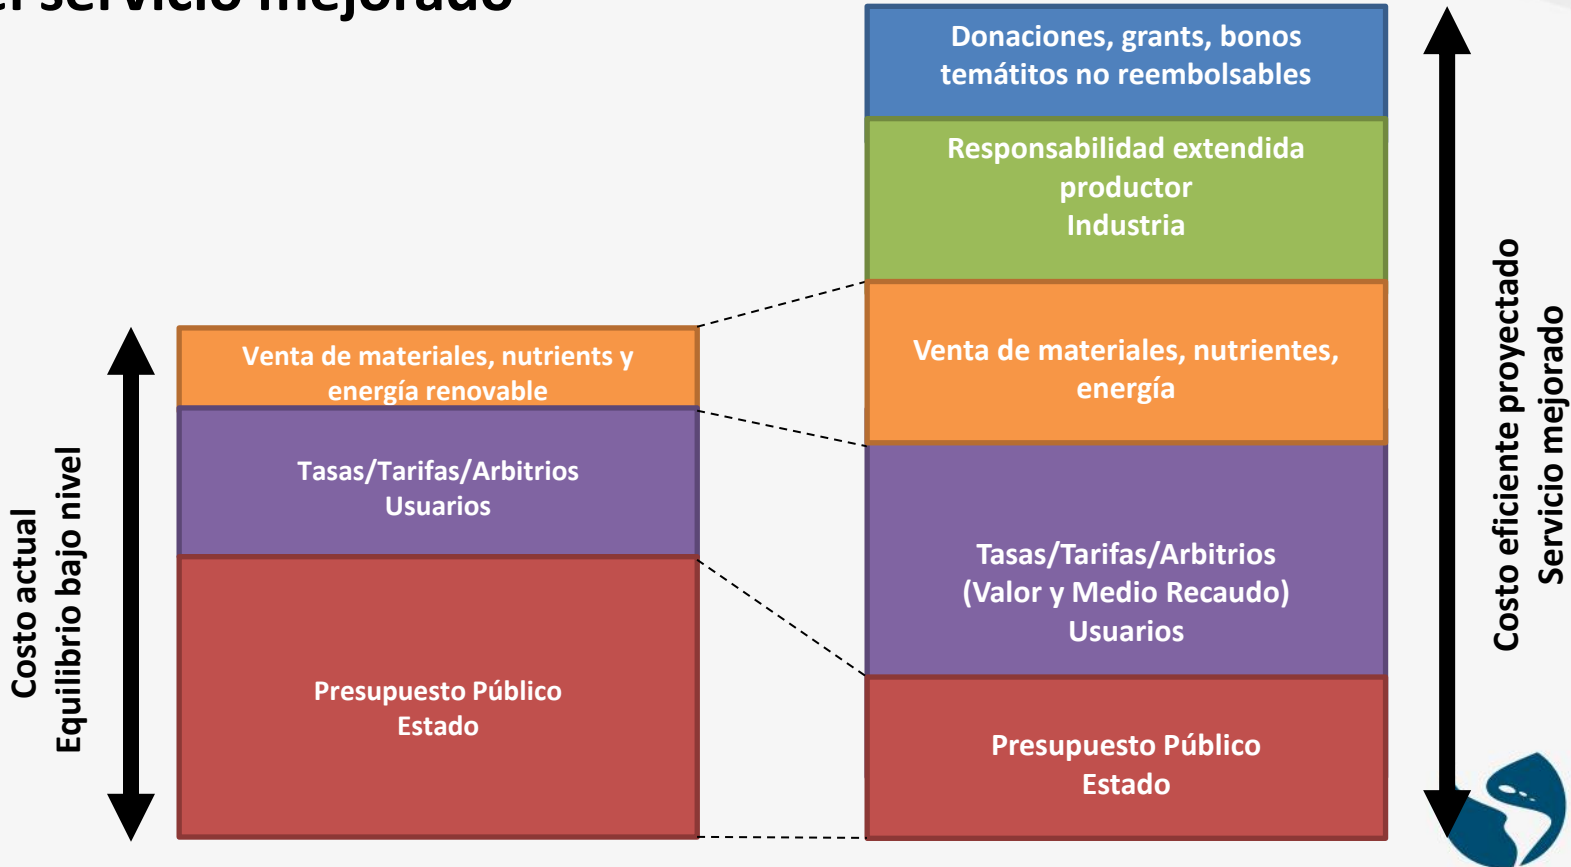 el servicio mejorado
Donaciones, grants, bonos
temátitos no reembolsables
Responsabilidad extendida
productor
Industria
Venta de materiales, nutrients y
energía renovable
Venta de materiales, nutrientes,
energía
Tasas/Tarifas/Arbitrios
Usuarios
Tasas/Tarifas/Arbitrios
(Valor y Medio Recaudo)
Usuarios
Presupuesto Público
Estado
Presupuesto Público
Estado
Costo actual
Equilibrio bajo nivel
Costo eficiente proyectado
Servicio mejorado